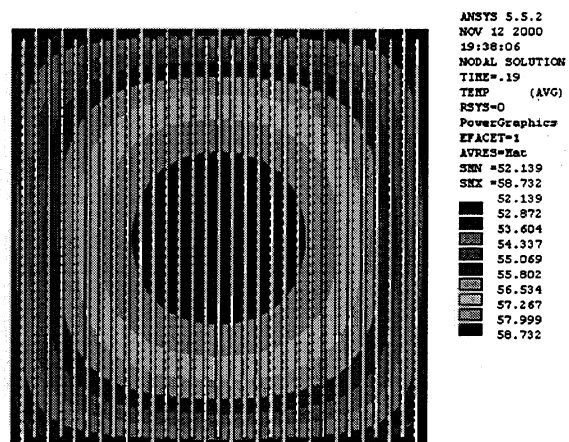 ANSYS 5.5.2
NOV 12 2000
19:38:06
NODAL SOLUTION
TIME=.19
TEMP (AVG)
RSYS=0
PowerGraphics
EFACET=1
AVRES=Mat
SMN =52.139
SMX =58.732
52.139
52.872
53.604
54.337
55.069
55.802
56.534
57.267
57.999
58.732